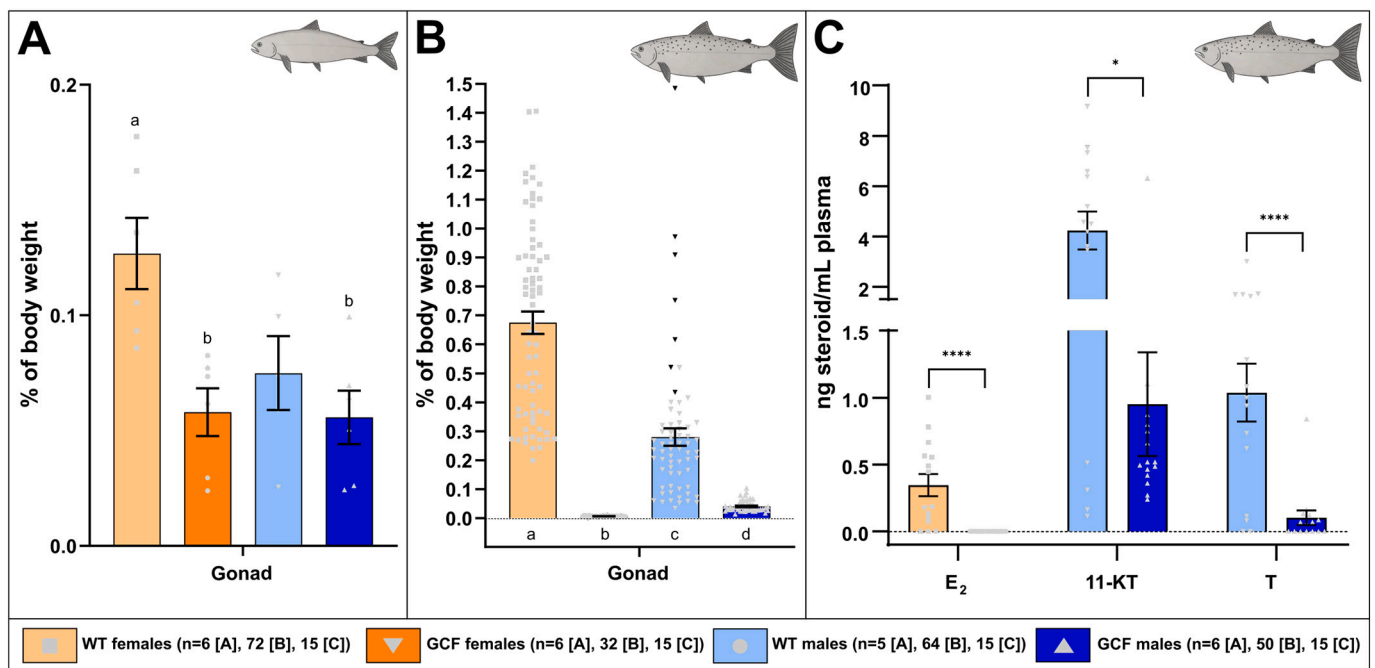 A
B
C
% of body weight
0.2
0.1
0.0
a
b
b
Gonad
% of body weight
1.5
1.4
1.3
1.2
1.1
1.0
0.9
0.8
0.7
0.6
0.5
0.4
0.3
0.2
0.1
0.0
a b c d
Gonad
ng steroid/mL plasma
10
8
6
4
2
1.5
1.0
0.5
0.0
****
*
****
E2 11-KT T
WT females (n=6 [A], 72 [B], 15 [C]) GCF females (n=6 [A], 32 [B], 15 [C]) WT males (n=5 [A], 64 [B], 15 [C]) GCF males (n=6 [A], 50 [B], 15 [C])